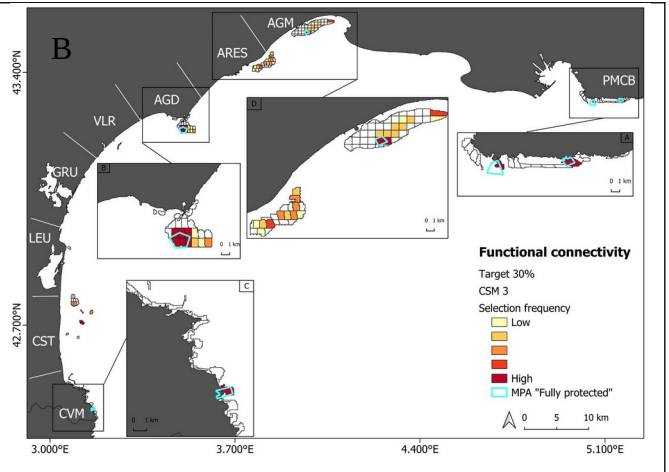 B
AGM
ARES
PMCB
AGD
VLR
GRU
LEU
CST
CVM
43.400°N
42.700°N
D
0 1 km
A
0 1 km
B
0 1 km
C
0 1 km
Functional connectivity
Target 30%
CSM 3
Selection frequency
Low
High
MPA "Fully protected"
0 5 10 km
3.000°E 3.700°E 4.400°E 5.100°E